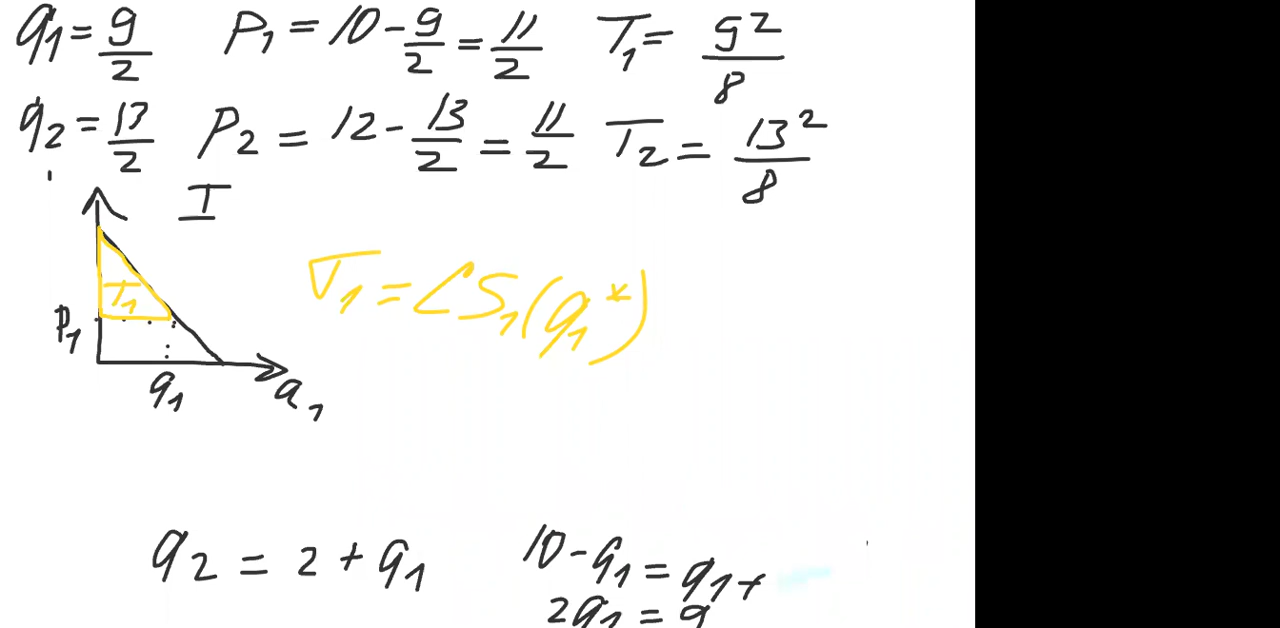 q₁ = 9/2 P₁ = 10 - 9/2 = 11/2 T₁ = 9²/8
q₂ = 13/2 P₂ = 12 - 13/2 = 11/2 T₂ = 13²/8
I
T₁ T₁ = CS₁(q₁*)
P₁
q₁ Q₁
q₂ = 2 + q₁ 10 - q₁ = q₁ +
2q₁ = 9